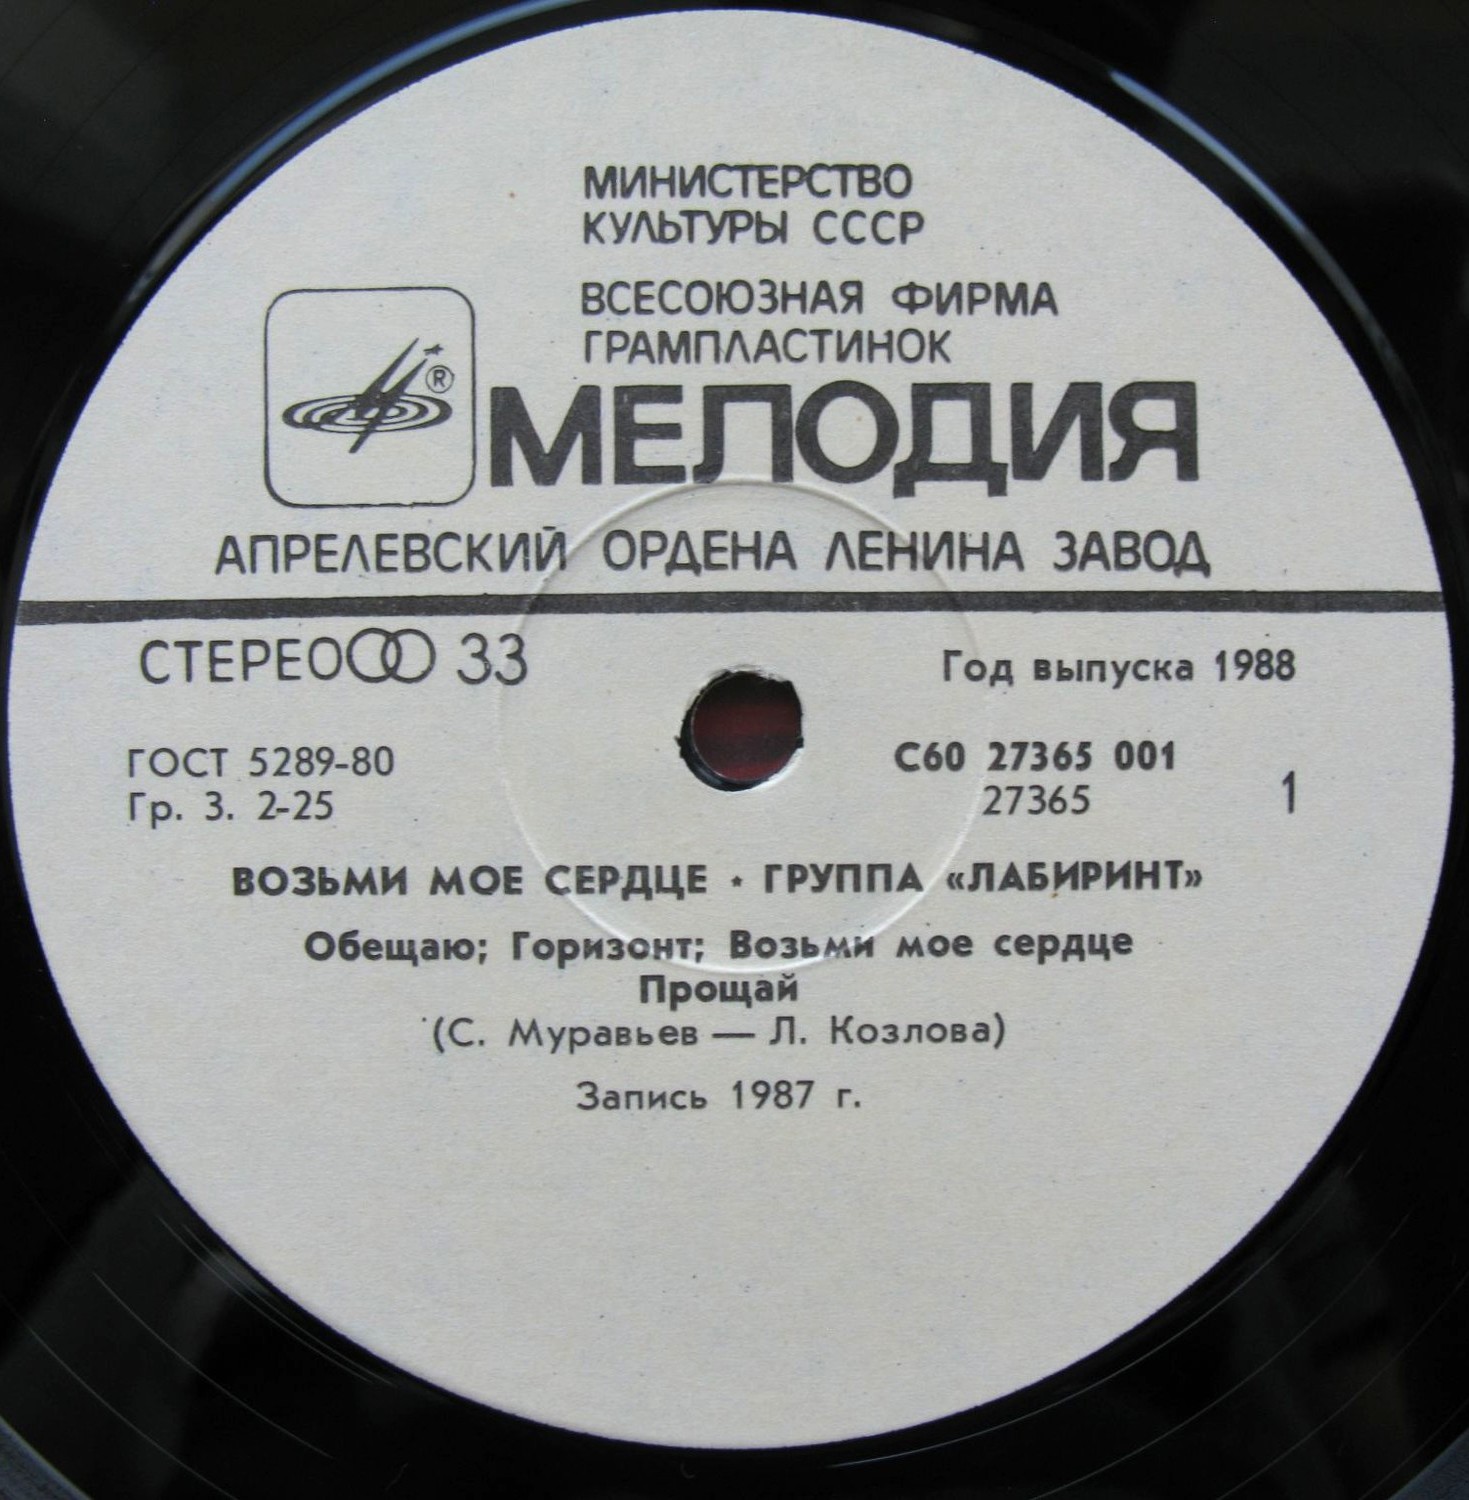 МИНИСТЕРСТВО
КУЛЬТУРЫ СССР
ВСЕСОЮЗНАЯ ФИРМА
ГРАМПЛАСТИНОК
®
МЕЛОДИЯ
АПРЕЛЕВСКИЙ ОРДЕНА ЛЕНИНА ЗАВОД
СТЕРЕО 33
Год выпуска 1988
ГОСТ 5289-80
Гр. 3. 2-25
С60 27365 001
27365
1
ВОЗЬМИ МОЕ СЕРДЦЕ • ГРУППА «ЛАБИРИНТ»
Обещаю; Горизонт; Возьми мое сердце
Прощай
(С. Муравьев — Л. Козлова)
Запись 1987 г.